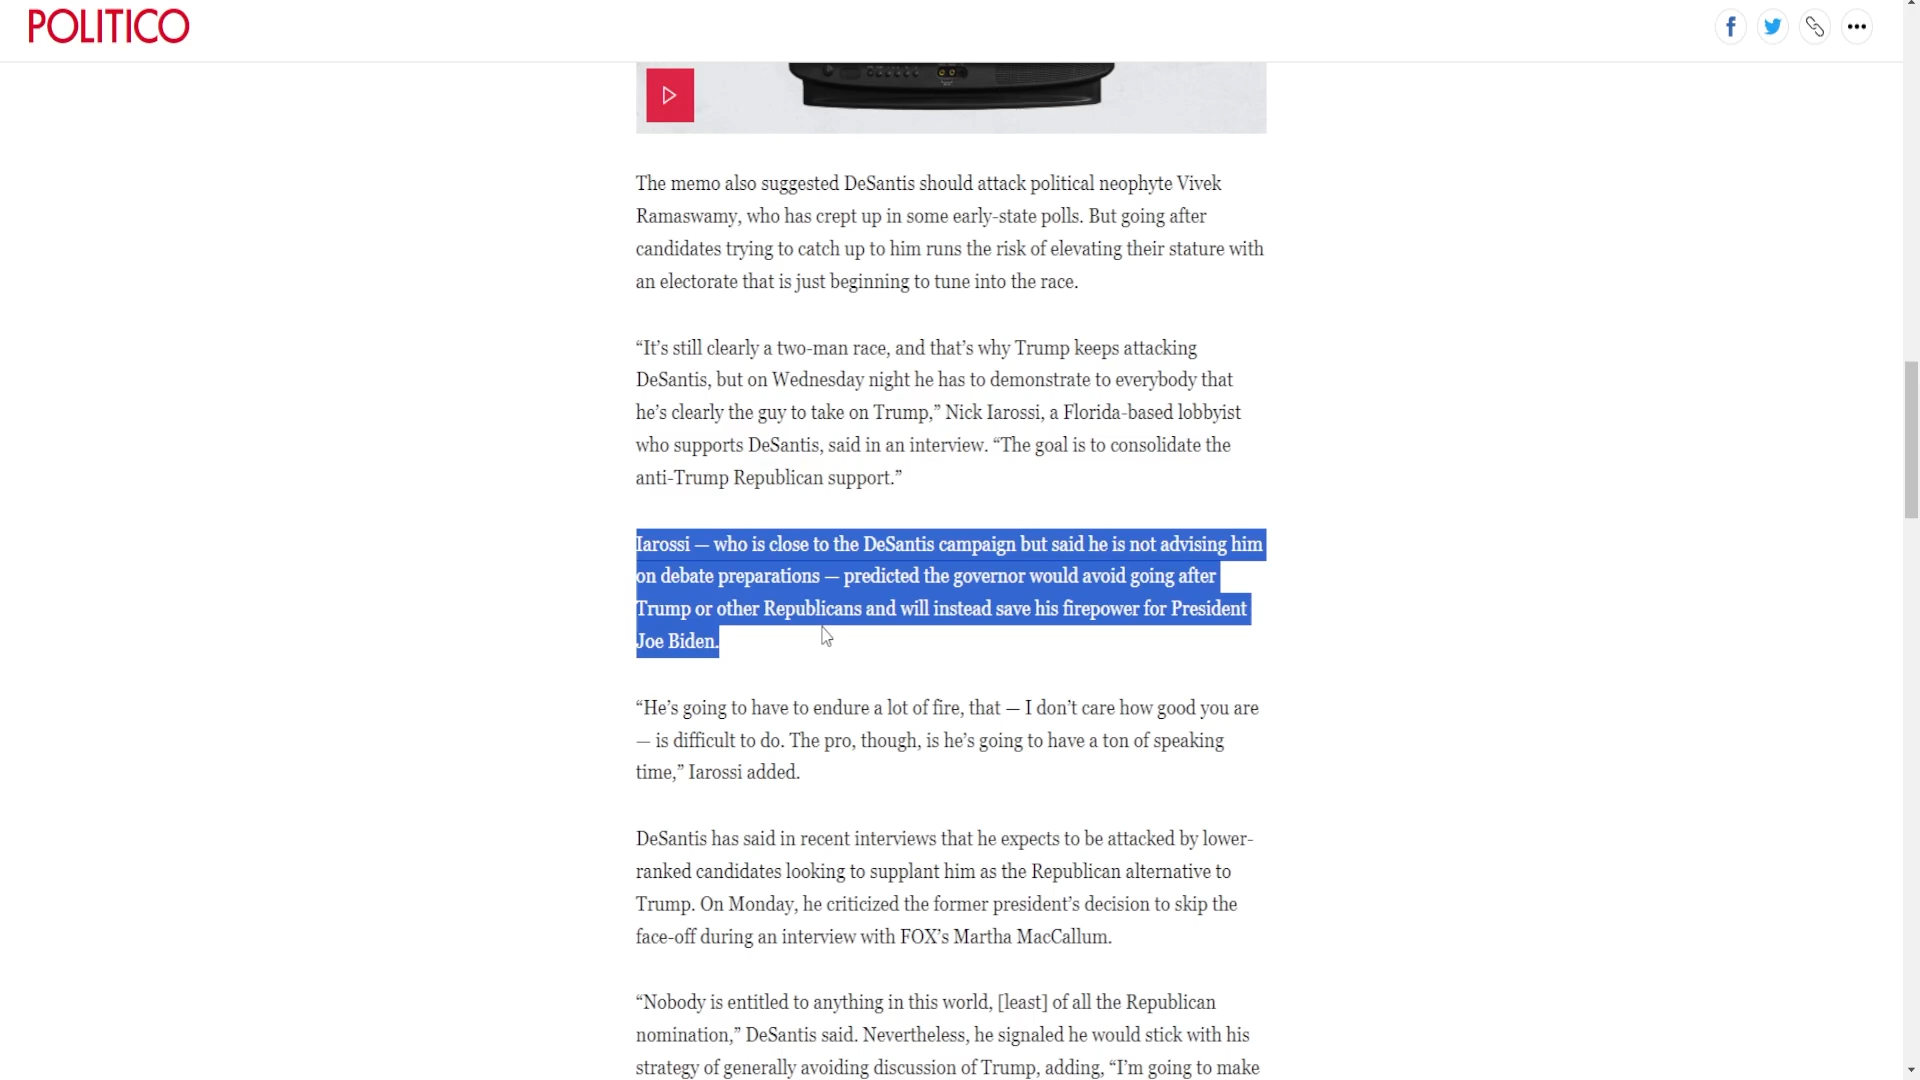 POLITICO
The memo also suggested DeSantis should attack political neophyte Vivek
Ramaswamy, who has crept up in some early-state polls. But going after
candidates trying to catch up to him runs the risk of elevating their stature with
an electorate that is just beginning to tune into the race.
“It’s still clearly a two-man race, and that’s why Trump keeps attacking
DeSantis, but on Wednesday night he has to demonstrate to everybody that
he’s clearly the guy to take on Trump,” Nick Iarossi, a Florida-based lobbyist
who supports DeSantis, said in an interview. “The goal is to consolidate the
anti-Trump Republican support.”
Iarossi — who is close to the DeSantis campaign but said he is not advising him
on debate preparations — predicted the governor would avoid going after
Trump or other Republicans and will instead save his firepower for President
Joe Biden.
“He’s going to have to endure a lot of fire, that — I don’t care how good you are
— is difficult to do. The pro, though, is he’s going to have a ton of speaking
time,” Iarossi added.
DeSantis has said in recent interviews that he expects to be attacked by lower-
ranked candidates looking to supplant him as the Republican alternative to
Trump. On Monday, he criticized the former president’s decision to skip the
face-off during an interview with FOX’s Martha MacCallum.
“Nobody is entitled to anything in this world, [least] of all the Republican
nomination,” DeSantis said. Nevertheless, he signaled he would stick with his
strategy of generally avoiding discussion of Trump, adding, “I’m going to make